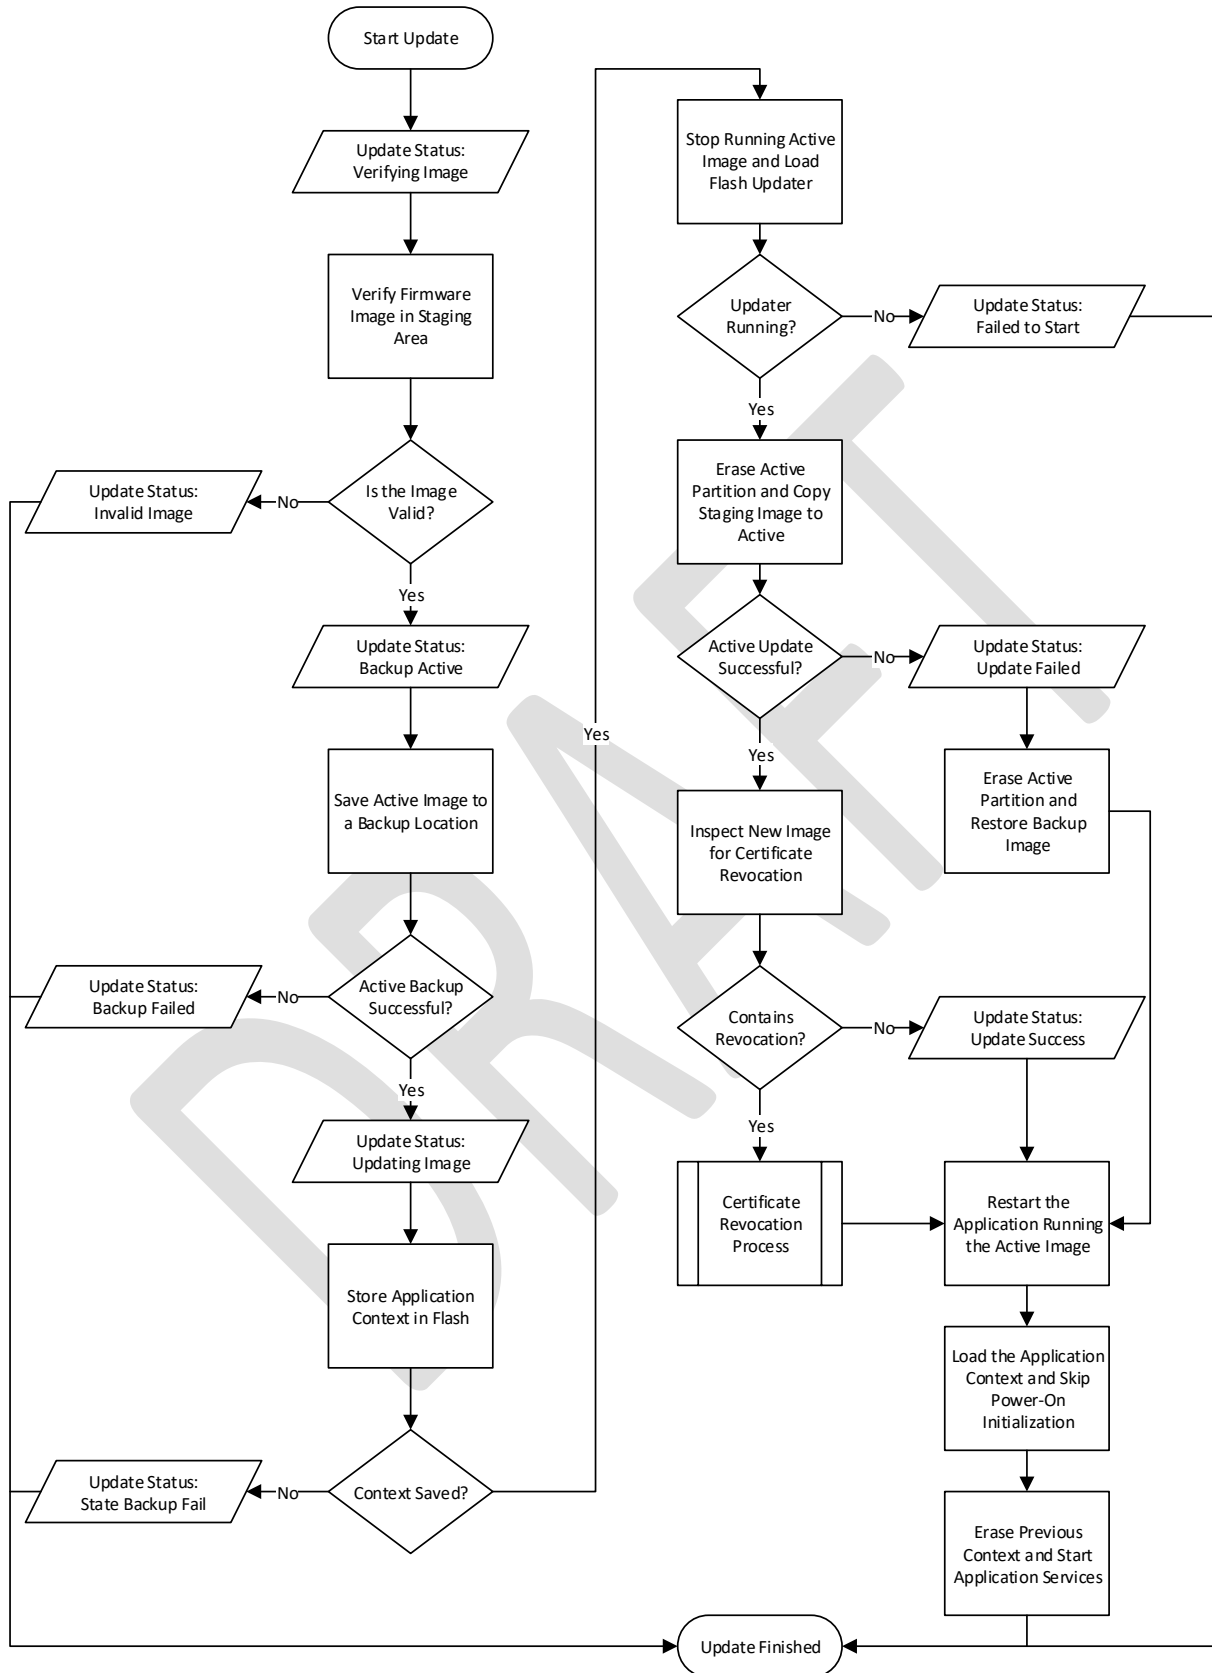 Start Update
Update Status:
Verifying Image
Verify Firmware
Image in Staging
Area
Is the Image
Valid?
No
Update Status:
Invalid Image
Yes
Update Status:
Backup Active
Save Active Image to
a Backup Location
Active Backup
Successful?
No
Update Status:
Backup Failed
Yes
Update Status:
Updating Image
Store Application
Context in Flash
Context Saved?
No
Update Status:
State Backup Fail
Yes
Stop Running Active
Image and Load
Flash Updater
Updater
Running?
No
Update Status:
Failed to Start
Yes
Erase Active
Partition and Copy
Staging Image to
Active
Active Update
Successful?
No
Update Status:
Update Failed
Erase Active
Partition and
Restore Backup
Image
Yes
Inspect New Image
for Certificate
Revocation
Contains
Revocation?
No
Update Status:
Update Success
Yes
Certificate
Revocation
Process
Restart the
Application Running
the Active Image
Load the Application
Context and Skip
Power-On
Initialization
Erase Previous
Context and Start
Application Services
Update Finished
DRAFT